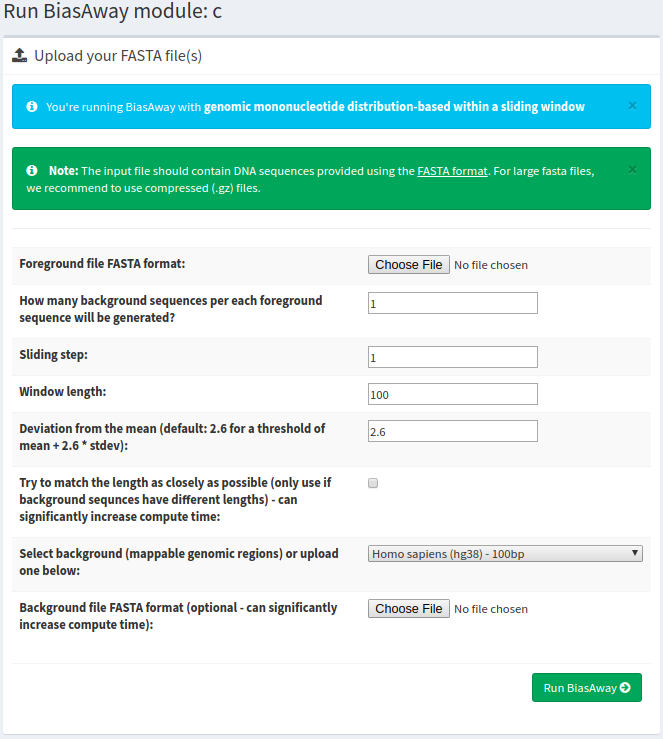 Run BiasAway module: c
Upload your FASTA file(s)
You're running BiasAway with genomic mononucleotide distribution-based within a sliding window ×
Note: The input file should contain DNA sequences provided using the FASTA format. For large fasta files, ×
we recommend to use compressed (.gz) files.
Foreground file FASTA format: Choose File No file chosen
How many background sequences per each foreground
sequence will be generated? 1
Sliding step: 1
Window length: 100
Deviation from the mean (default: 2.6 for a threshold of
mean + 2.6 * stdev): 2.6
Try to match the length as closely as possible (only use if
background sequnces have different lengths) - can
significantly increase compute time:
Select background (mappable genomic regions) or upload
one below: Homo sapiens (hg38) - 100bp
Background file FASTA format (optional - can significantly
increase compute time): Choose File No file chosen
Run BiasAway